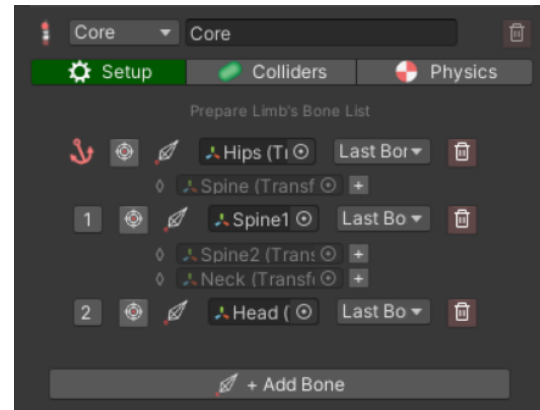 Core Core
Setup Colliders Physics
Prepare Limb's Bone List
Hips (Tr Last Bor
Spine (Transf +
1 Spine1 Last Bo
Spine2 (Trans +
Neck (Transfo +
2 Head ( Last Bo
+ Add Bone